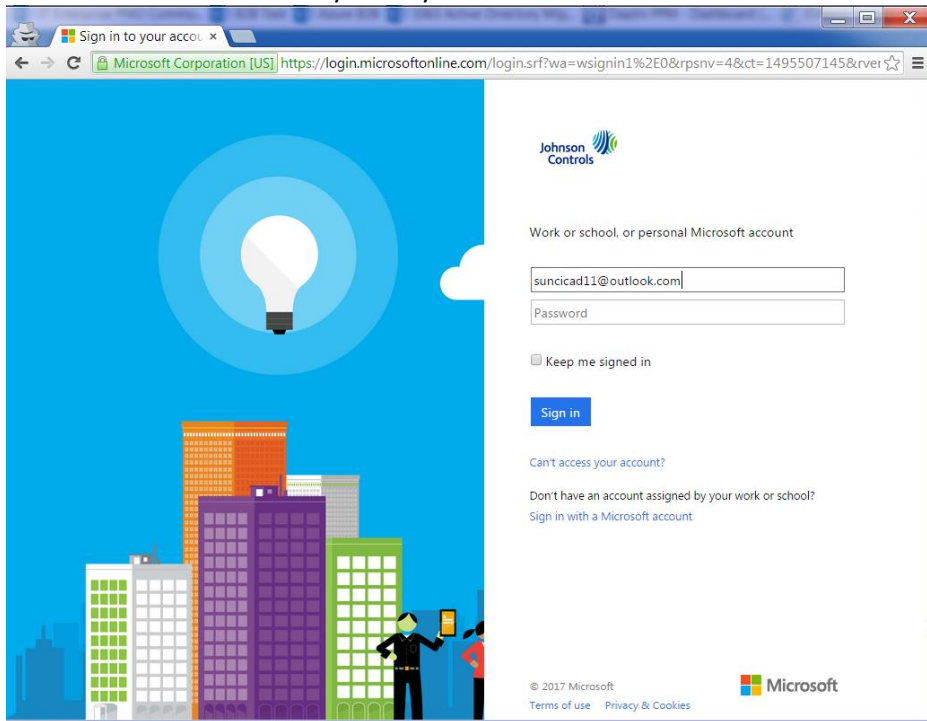 Sign in to your accou
Microsoft Corporation [US] https://login.microsoftonline.com/login.srf?wa=wsignin1%2E0&rpsnv=4&ct=1495507145&rver
Johnson
Controls
Work or school, or personal Microsoft account
suncicad11@outlook.com
Password
Keep me signed in
Sign in
Can't access your account?
Don't have an account assigned by your work or school?
Sign in with a Microsoft account
© 2017 Microsoft
Microsoft
Terms of use Privacy & Cookies